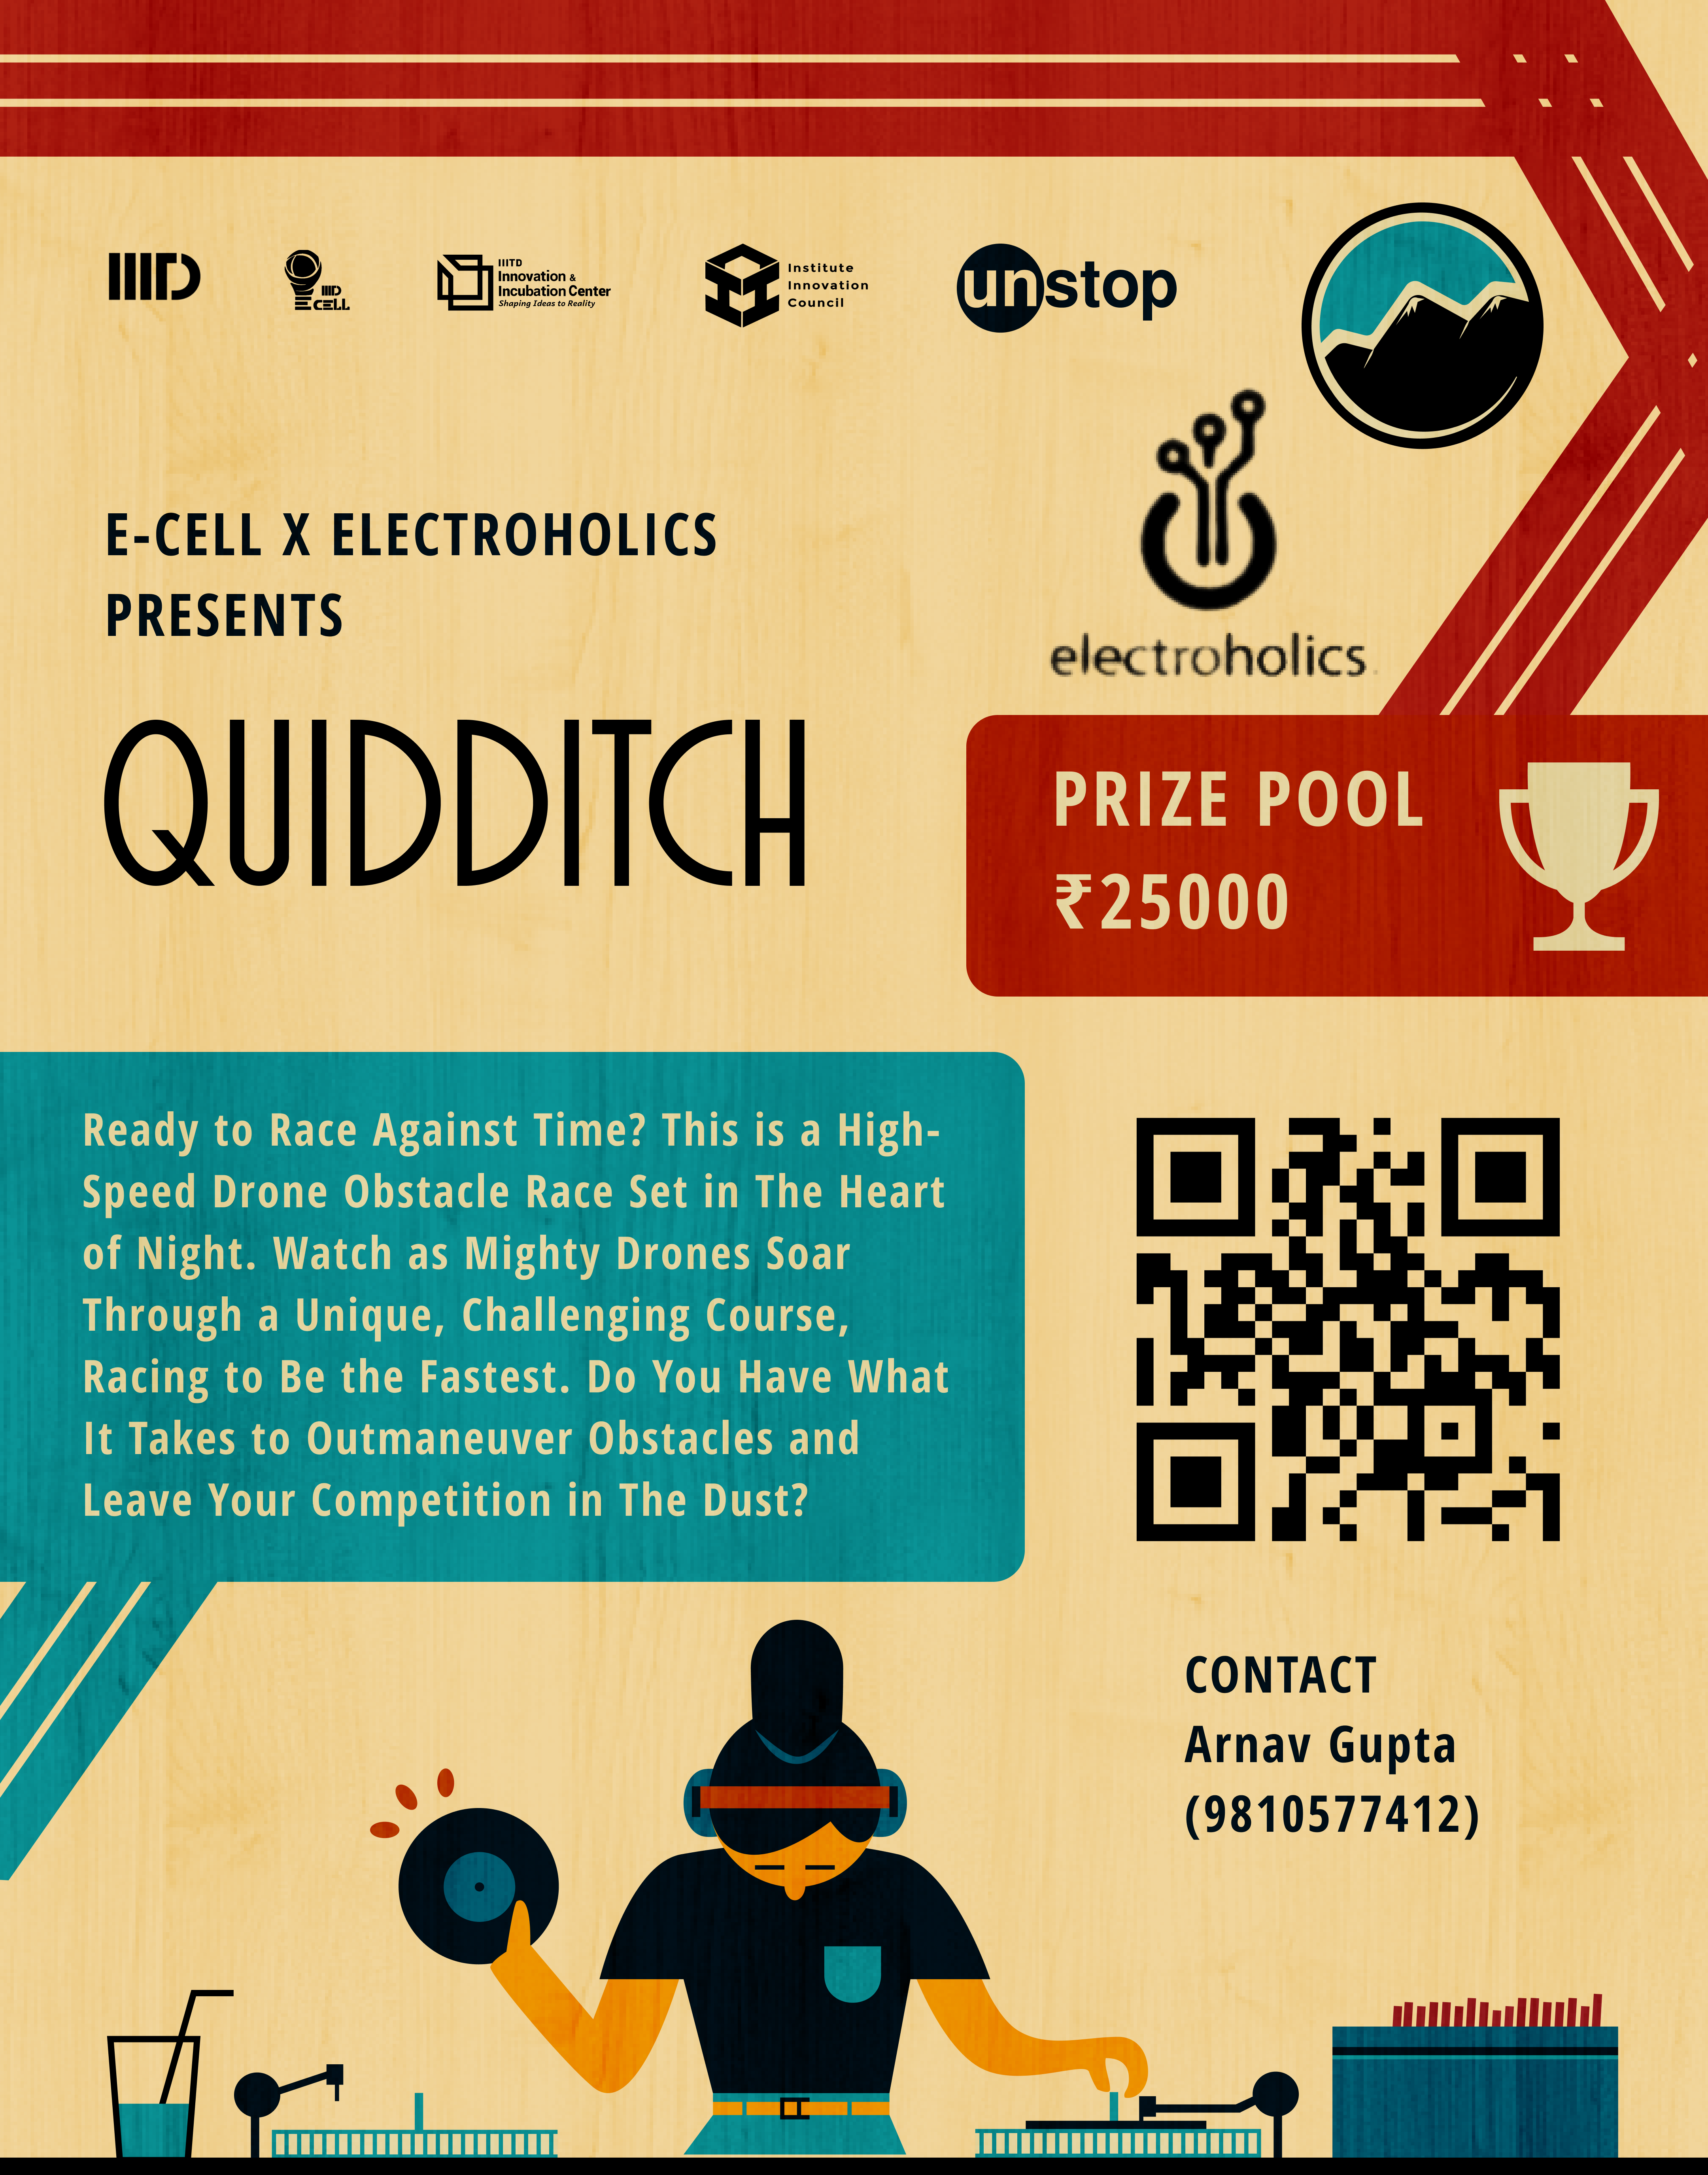 IIID
IIID
CELL
IIITD
Innovation &
Incubation Center
Shaping Ideas to Reality
Institute
Innovation
Council
unstop
electroholics
E-CELL X ELECTROHOLICS
PRESENTS
QUIDDITCH
PRIZE POOL
₹25000
Ready to Race Against Time? This is a High-
Speed Drone Obstacle Race Set in The Heart
of Night. Watch as Mighty Drones Soar
Through a Unique, Challenging Course,
Racing to Be the Fastest. Do You Have What
It Takes to Outmaneuver Obstacles and
Leave Your Competition in The Dust?
CONTACT
Arnav Gupta
(9810577412)